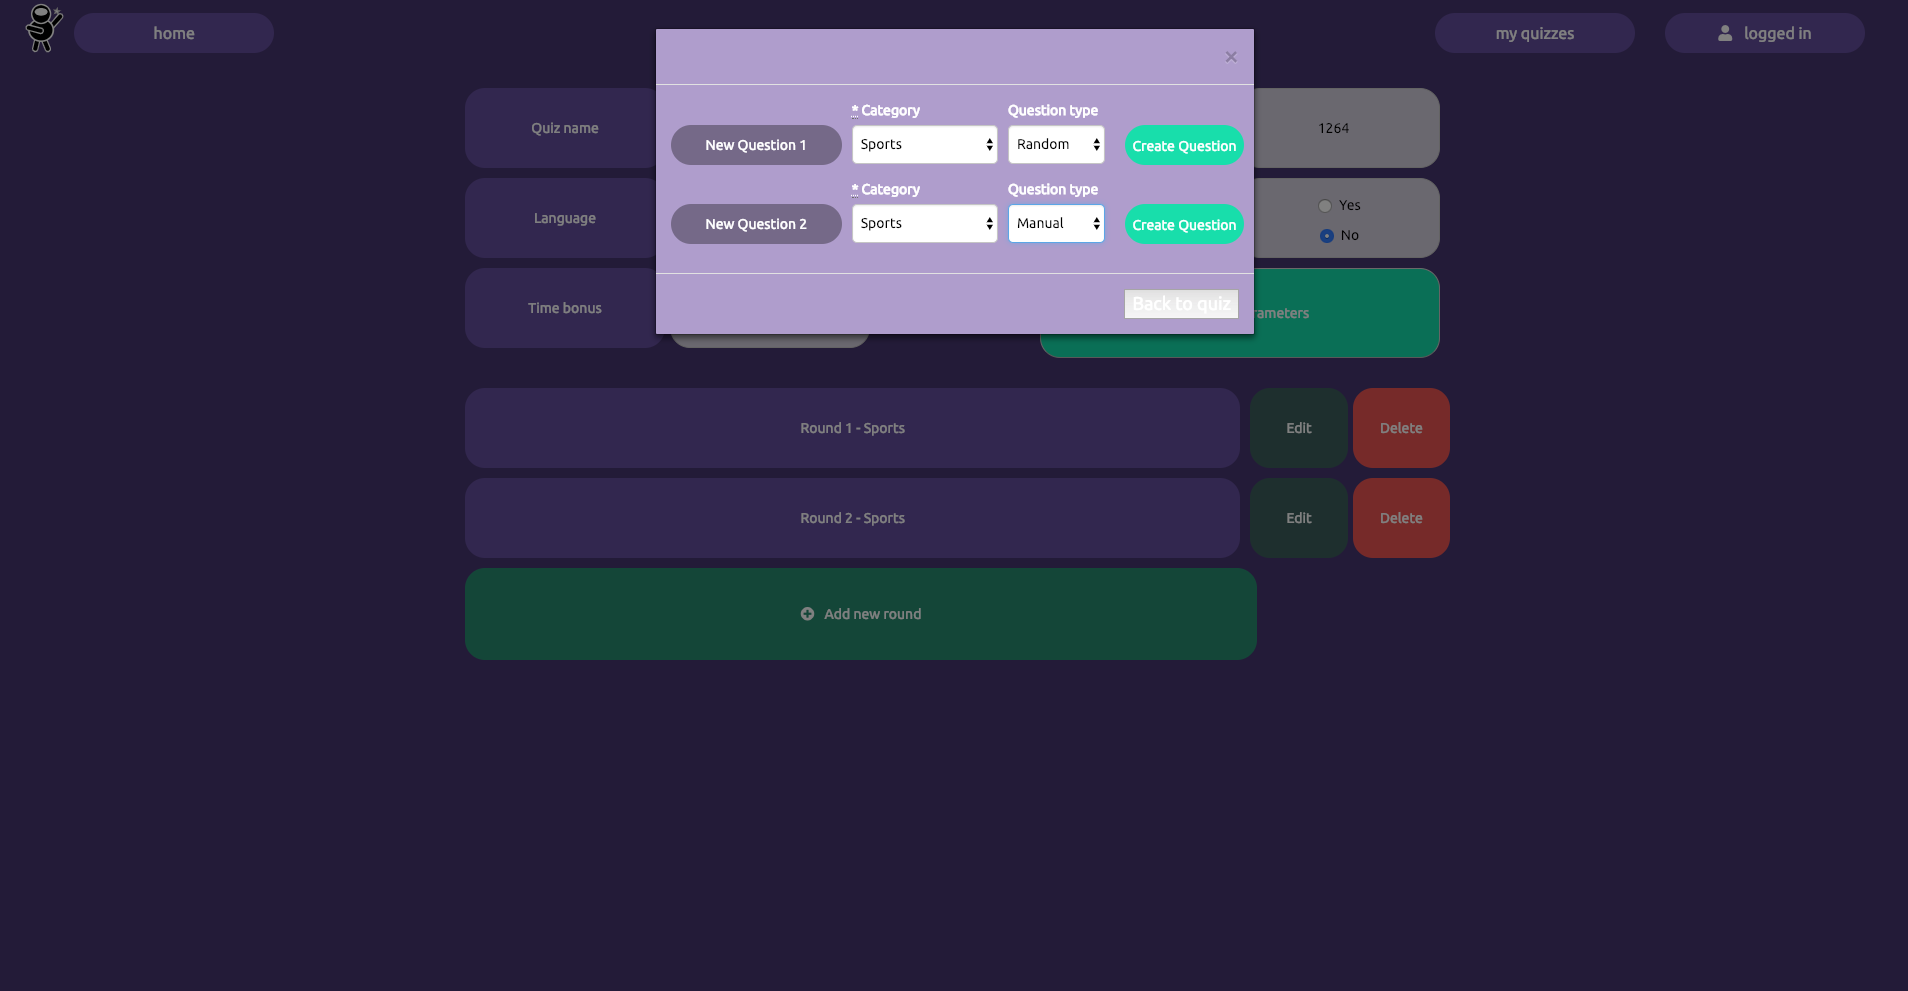 home
my quizzes
logged in
×
* Category
Question type
New Question 1
Sports
Random
Create Question
* Category
Question type
New Question 2
Sports
Manual
Create Question
Back to quiz
Quiz name
1264
Language
Yes
No
Time bonus
Round 1 - Sports
Edit
Delete
Round 2 - Sports
Edit
Delete
Add new round